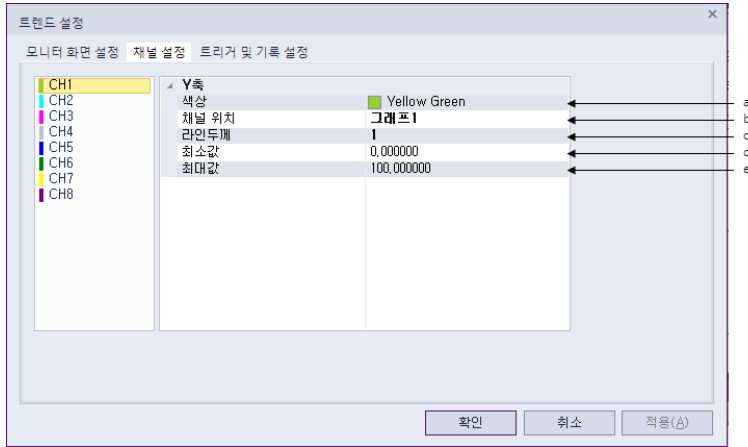 트렌드 설정
×
모니터 화면 설정 채널 설정 트리거 및 기록 설정
CH1
CH2
CH3
CH4
CH5
CH6
CH7
CH8
Y축
색상 Yellow Green a
채널 위치 그래프1 b
라인두께 1
최소값 0,000000
최대값 100,000000 e
확인 취소 적용(A)